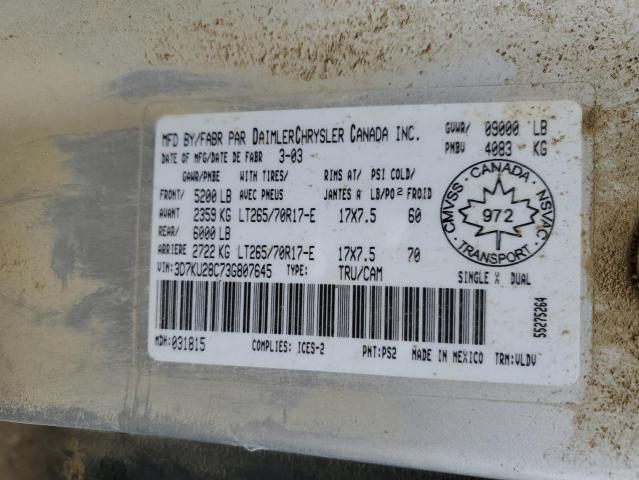 MFD BY/FABR PAR DAIMLERCHRYSLER CANADA INC.
GVWR/ 09000 LB
PNBV 4083 KG
DATE OF MFG/DATE DE FABR 3-03
GAWR/PNBE WITH TIRES/ RIMS AT/ PSI COLD/
FRONT/ 5200 LB AVEC PNEUS JANTES A LB/PO2 FROID
AVANT 2359 KG LT265/70R17-E 17X7.5 60
REAR/ 6000 LB
ARRIERE 2722 KG LT265/70R17-E 17X7.5 70
VIN: 3D7KU28C73G807645 TYPE: TRU/CAM SINGLE X DUAL
CMVSS - CANADA - NSVAC
972
TRANSPORT
55275264
MDH: 031815 COMPLIES: ICES-2 PNT: PS2 MADE IN MEXICO TRM: VLDV